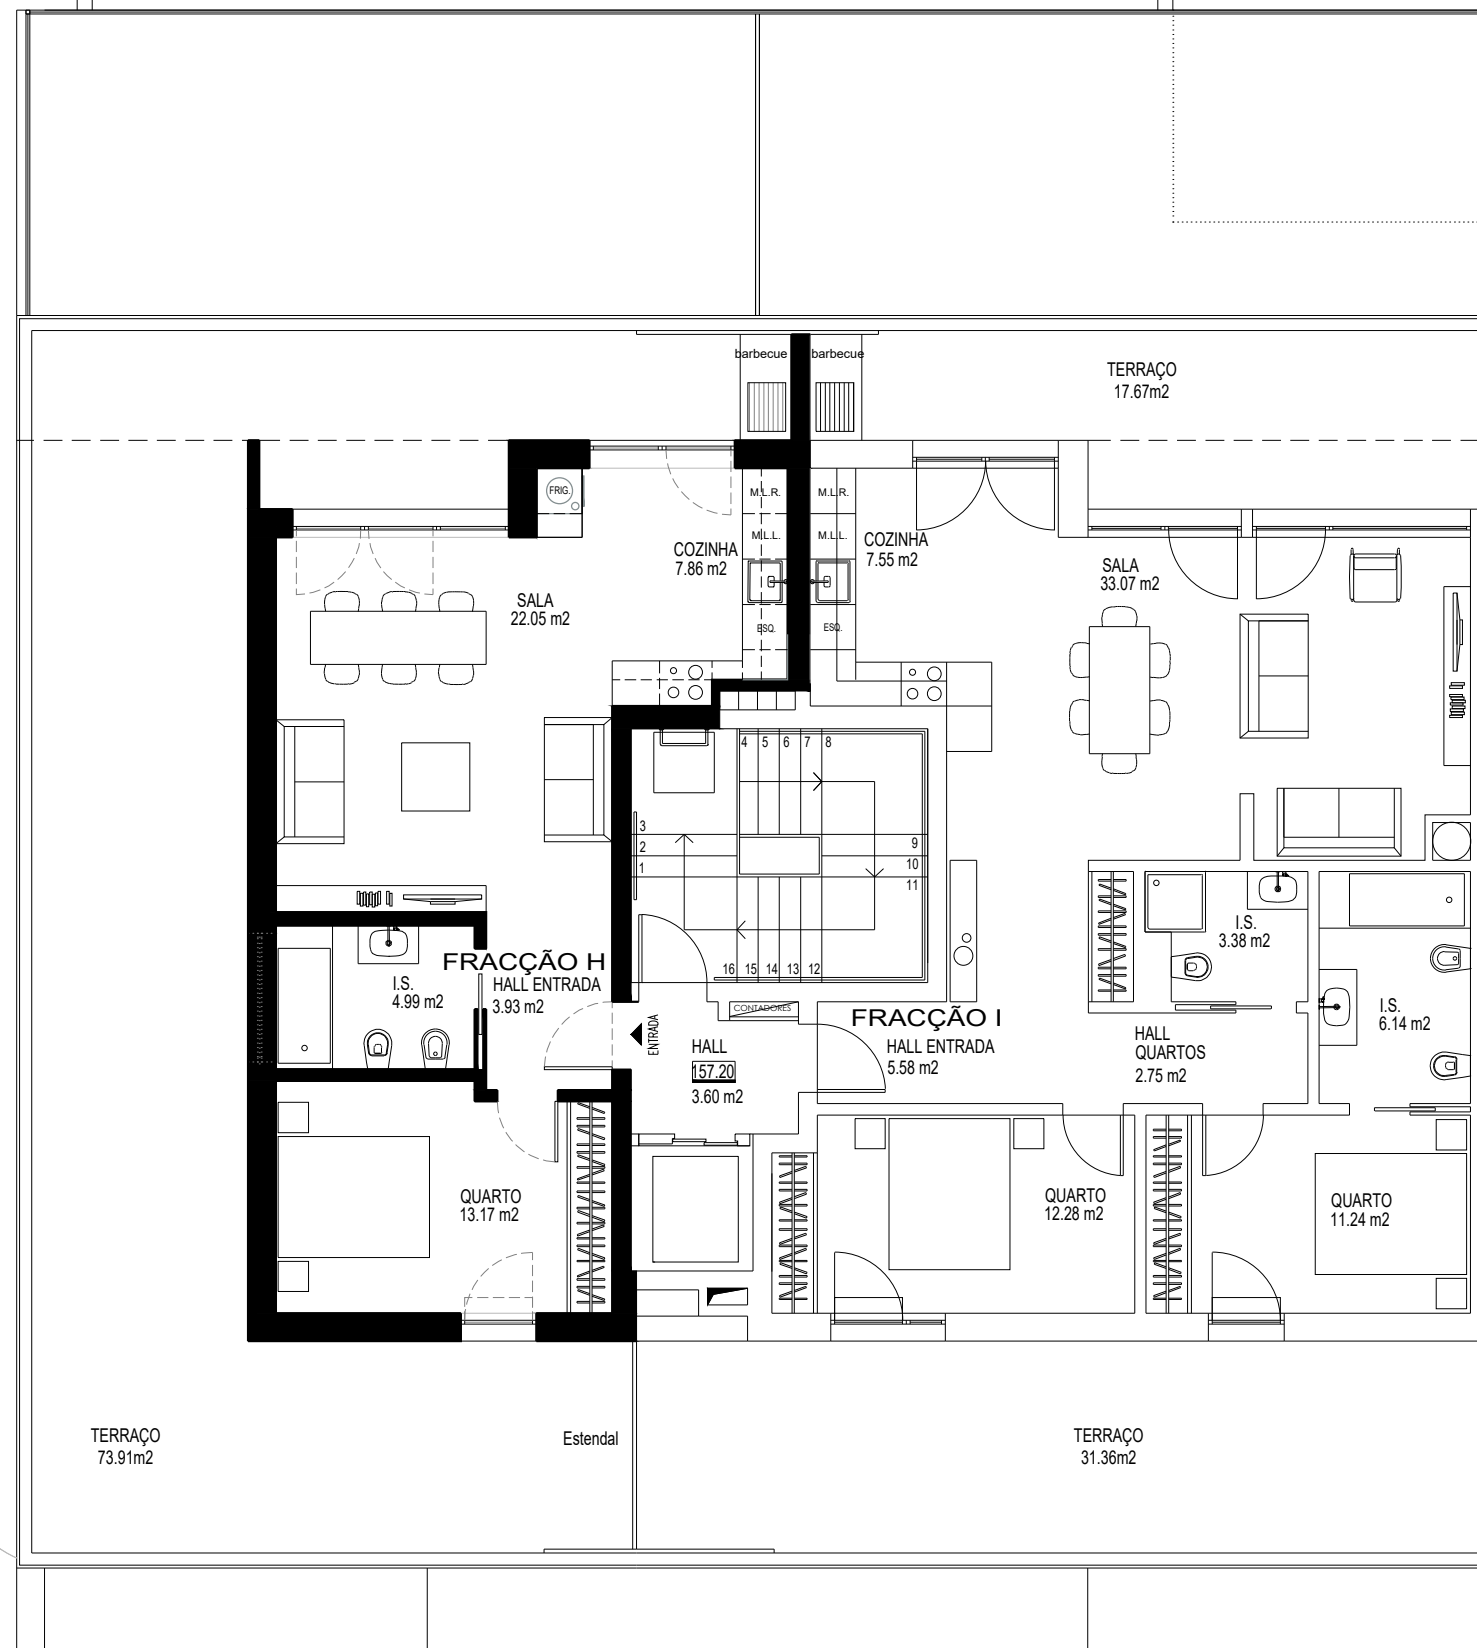 barbecue
barbecue
TERRAÇO
17.67m2
FRIG.
M.L.R.
M.L.R.
M.L.L.
M.L.L.
COZINHA
7.86 m2
COZINHA
7.55 m2
SALA
33.07 m2
SALA
22.05 m2
ESQ.
ESQ.
4
5
6
7
8
3
2
1
9
10
11
16
15
14
13
12
I.S.
3.38 m2
FRACÇÃO H
HALL ENTRADA
3.93 m2
I.S.
4.99 m2
CONTADORES
FRACÇÃO I
HALL ENTRADA
5.58 m2
ENTRADA
HALL
157.20
3.60 m2
HALL
QUARTOS
2.75 m2
I.S.
6.14 m2
QUARTO
13.17 m2
QUARTO
12.28 m2
QUARTO
11.24 m2
TERRAÇO
73.91m2
Estendal
TERRAÇO
31.36m2